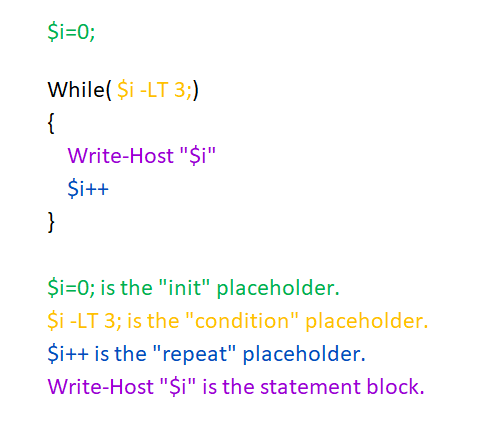 $i=0;
While( $i -LT 3;)
{
Write-Host "$i"
$i++
}
$i=0; is the "init" placeholder.
$i -LT 3; is the "condition" placeholder.
$i++ is the "repeat" placeholder.
Write-Host "$i" is the statement block.